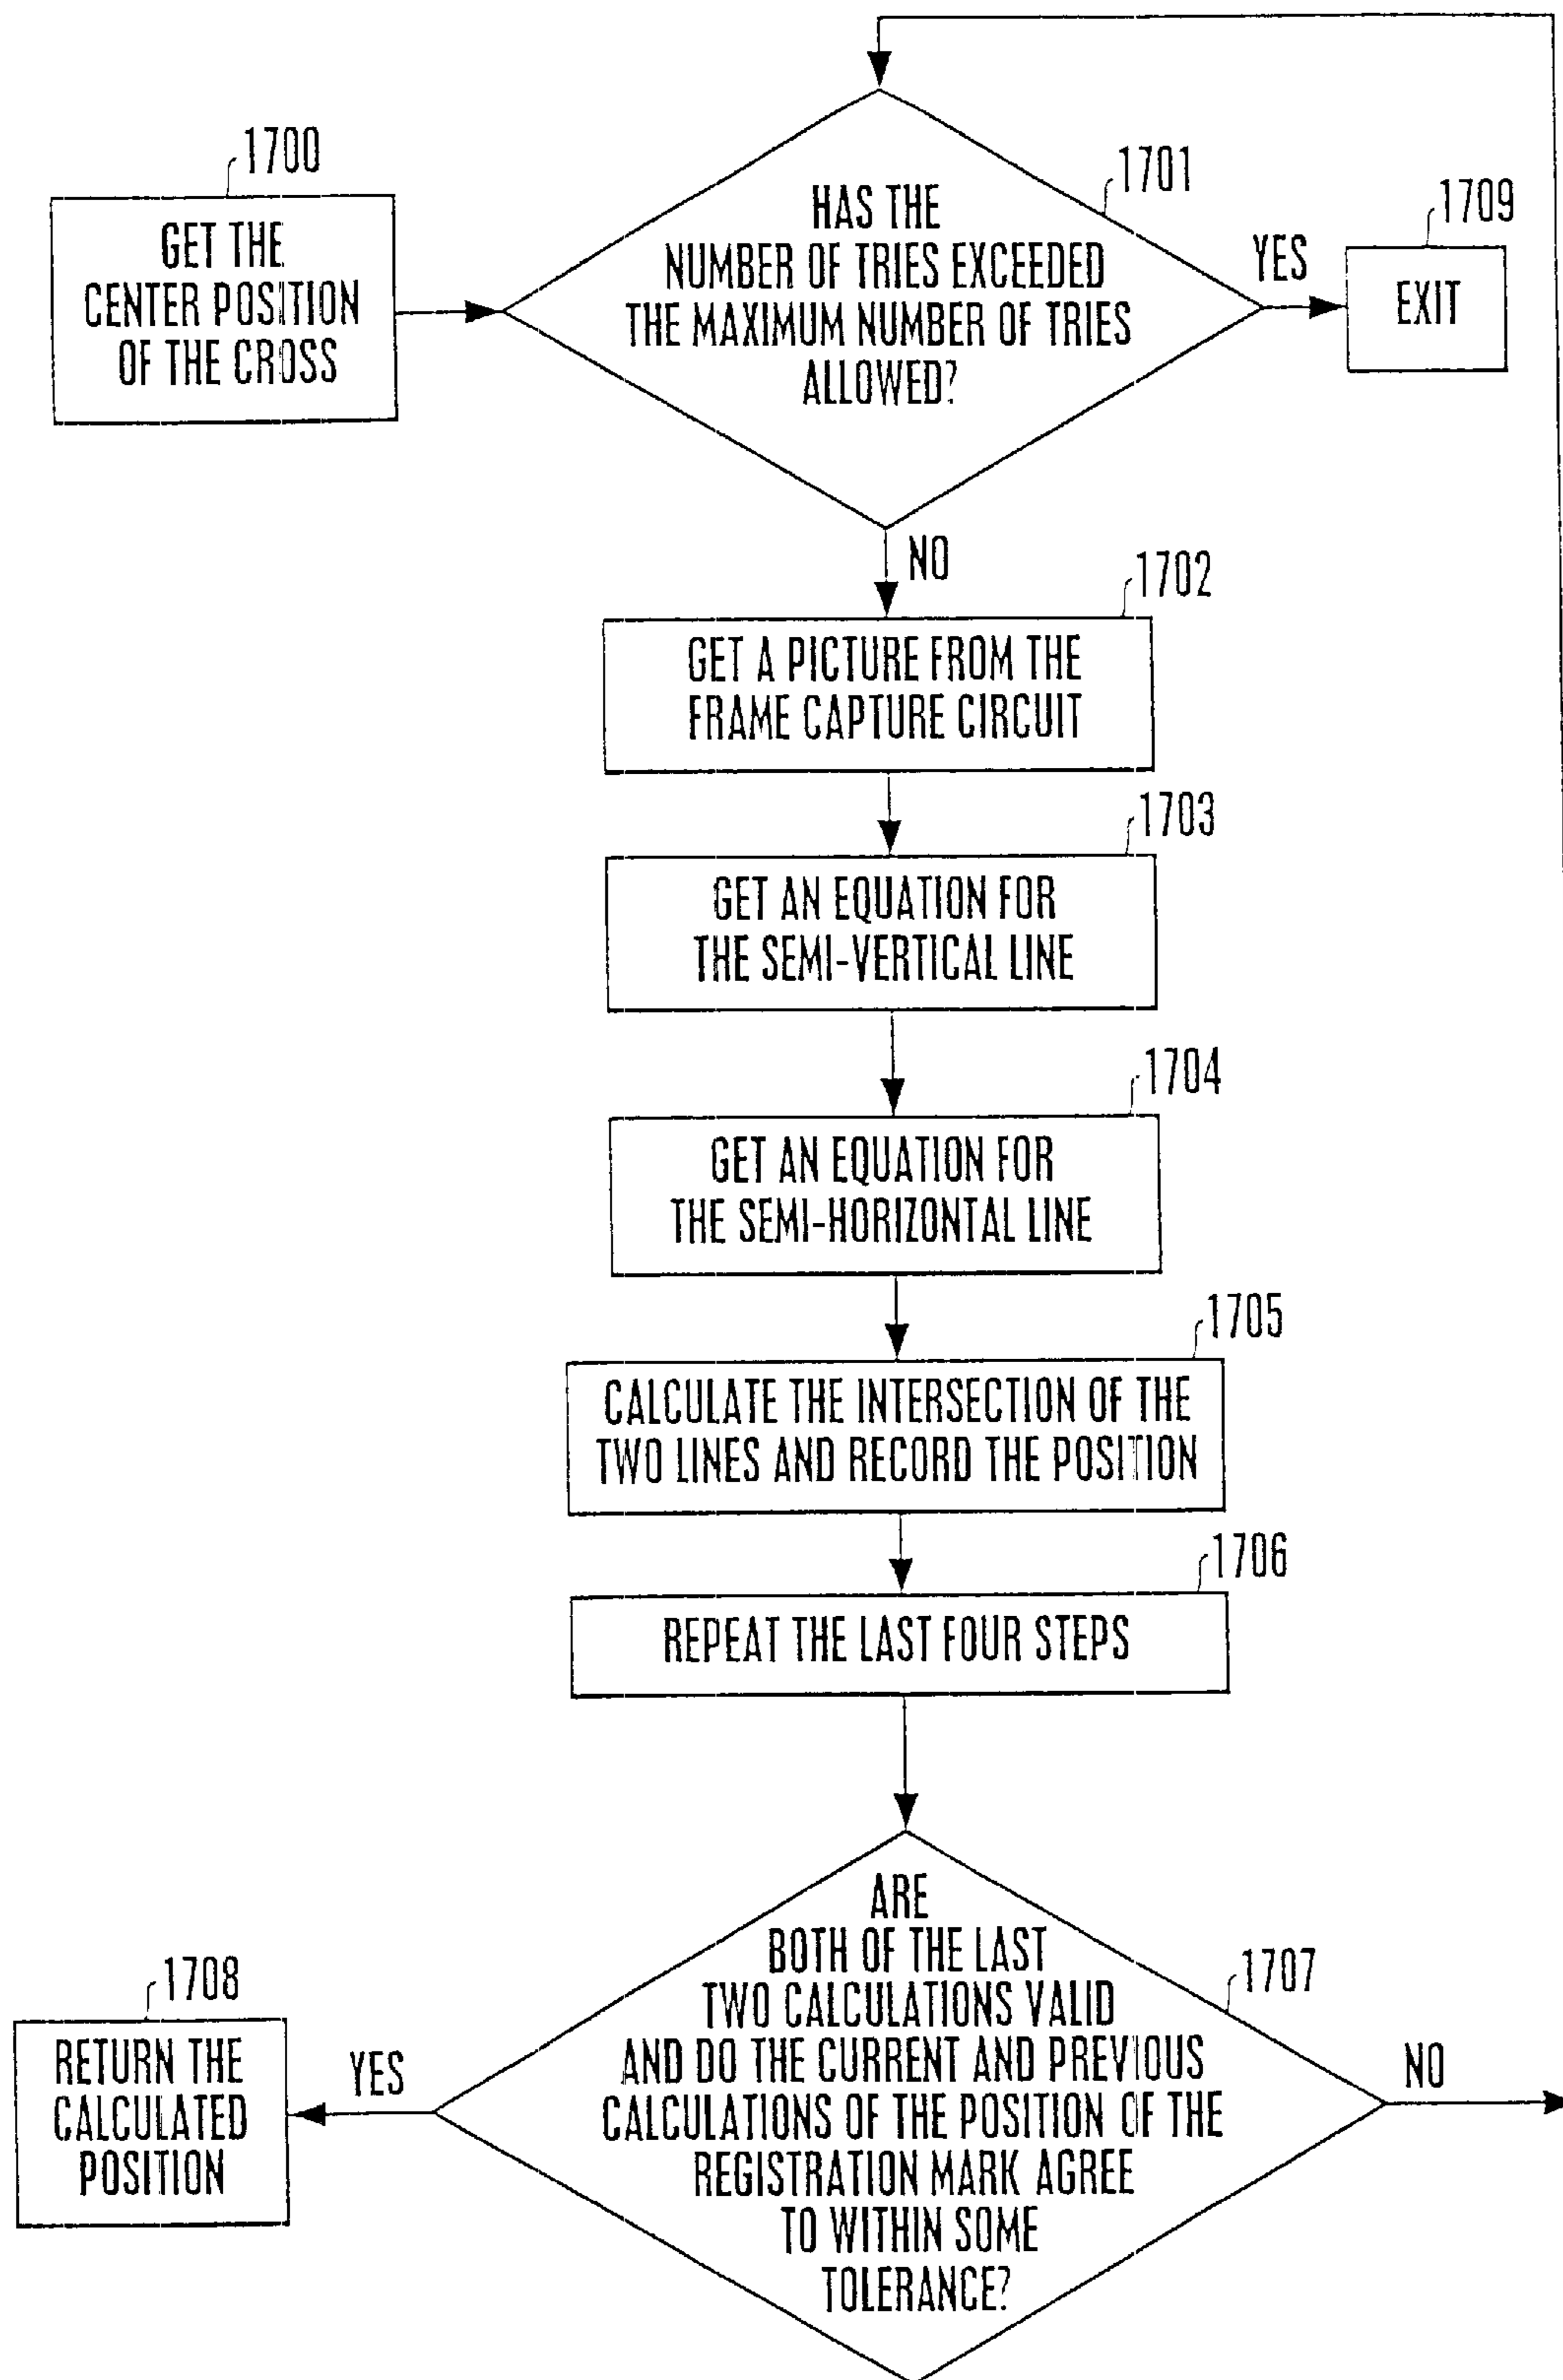 1700
GET THE
CENTER POSITION
OF THE CROSS
1701
HAS THE
NUMBER OF TRIES EXCEEDED
THE MAXIMUM NUMBER OF TRIES
ALLOWED?
YES
1709
EXIT
NO
1702
GET A PICTURE FROM THE
FRAME CAPTURE CIRCUIT
1703
GET AN EQUATION FOR
THE SEMI-VERTICAL LINE
1704
GET AN EQUATION FOR
THE SEMI-HORIZONTAL LINE
1705
CALCULATE THE INTERSECTION OF THE
TWO LINES AND RECORD THE POSITION
1706
REPEAT THE LAST FOUR STEPS
1707
ARE
BOTH OF THE LAST
TWO CALCULATIONS VALID
AND DO THE CURRENT AND PREVIOUS
CALCULATIONS OF THE POSITION OF THE
REGISTRATION MARK AGREE
TO WITHIN SOME
TOLERANCE?
NO
YES
1708
RETURN THE
CALCULATED
POSITION